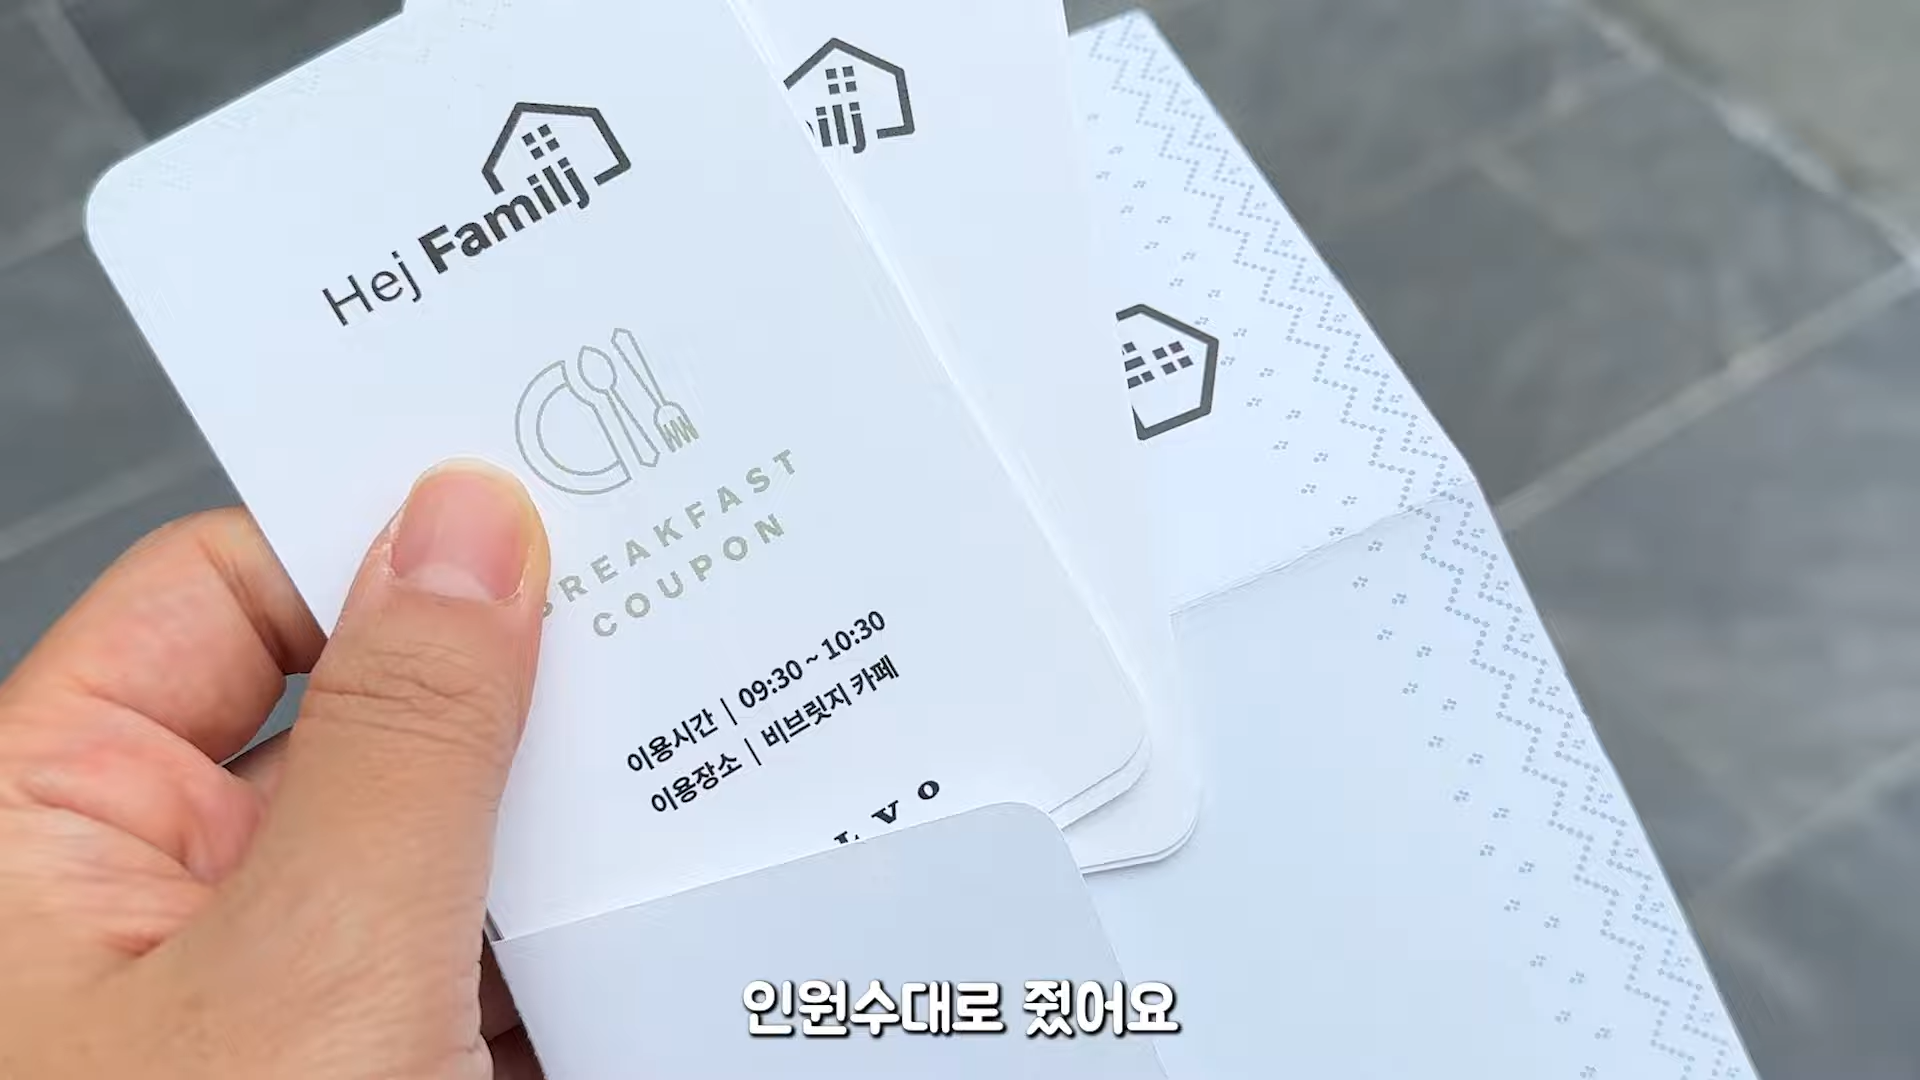 Hej Familj
ilj
BREAKFAST
COUPON
이용시간 | 09:30 ~ 10:30
이용장소 | 비브릿지 카페
L V O
인원수대로 줬어요